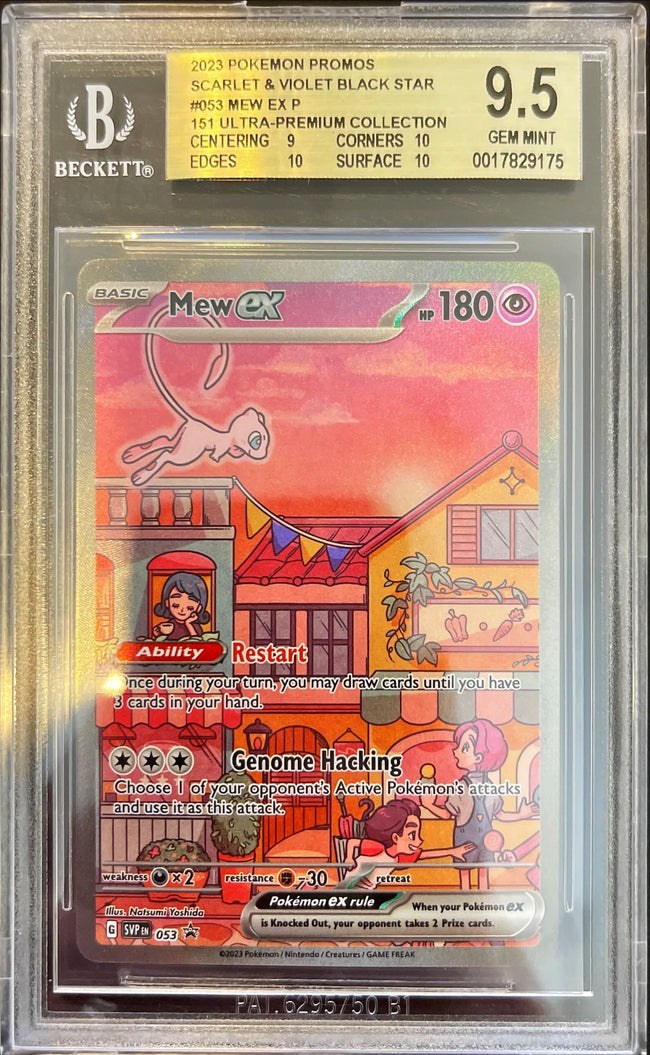 2023 POKEMON PROMOS
SCARLET & VIOLET BLACK STAR
#053 MEW EX P
151 ULTRA-PREMIUM COLLECTION
CENTERING 9 CORNERS 10
EDGES 10 SURFACE 10
9.5
GEM MINT
0017829175
B
BECKETT®
BASIC
Mew ex
HP 180
Ability Restart
Once during your turn, you may draw cards until you have
3 cards in your hand.
Genome Hacking
Choose 1 of your opponent's Active Pokémon's attacks
and use it as this attack.
weakness ×2 resistance -30 retreat
Illus. Natsumi Yoshida
Pokémon ex rule
When your Pokémon ex
is Knocked Out, your opponent takes 2 Prize cards.
G SVP EN 053
©2023 Pokémon / Nintendo / Creatures / GAME FREAK
PAT. 6295750 B1